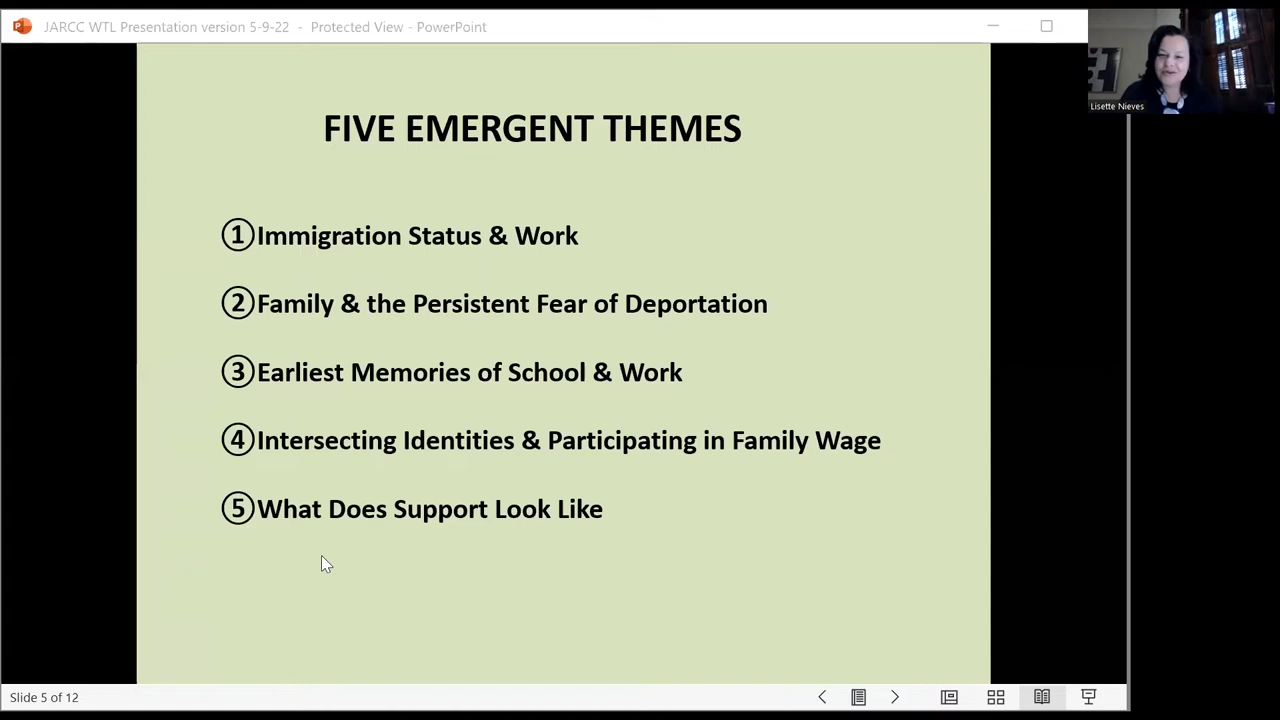 JARCC WTL Presentation version 5-9-22 - Protected View - PowerPoint
Lisette Nieves
FIVE EMERGENT THEMES
①Immigration Status & Work
②Family & the Persistent Fear of Deportation
③Earliest Memories of School & Work
④Intersecting Identities & Participating in Family Wage
⑤What Does Support Look Like
Slide 5 of 12